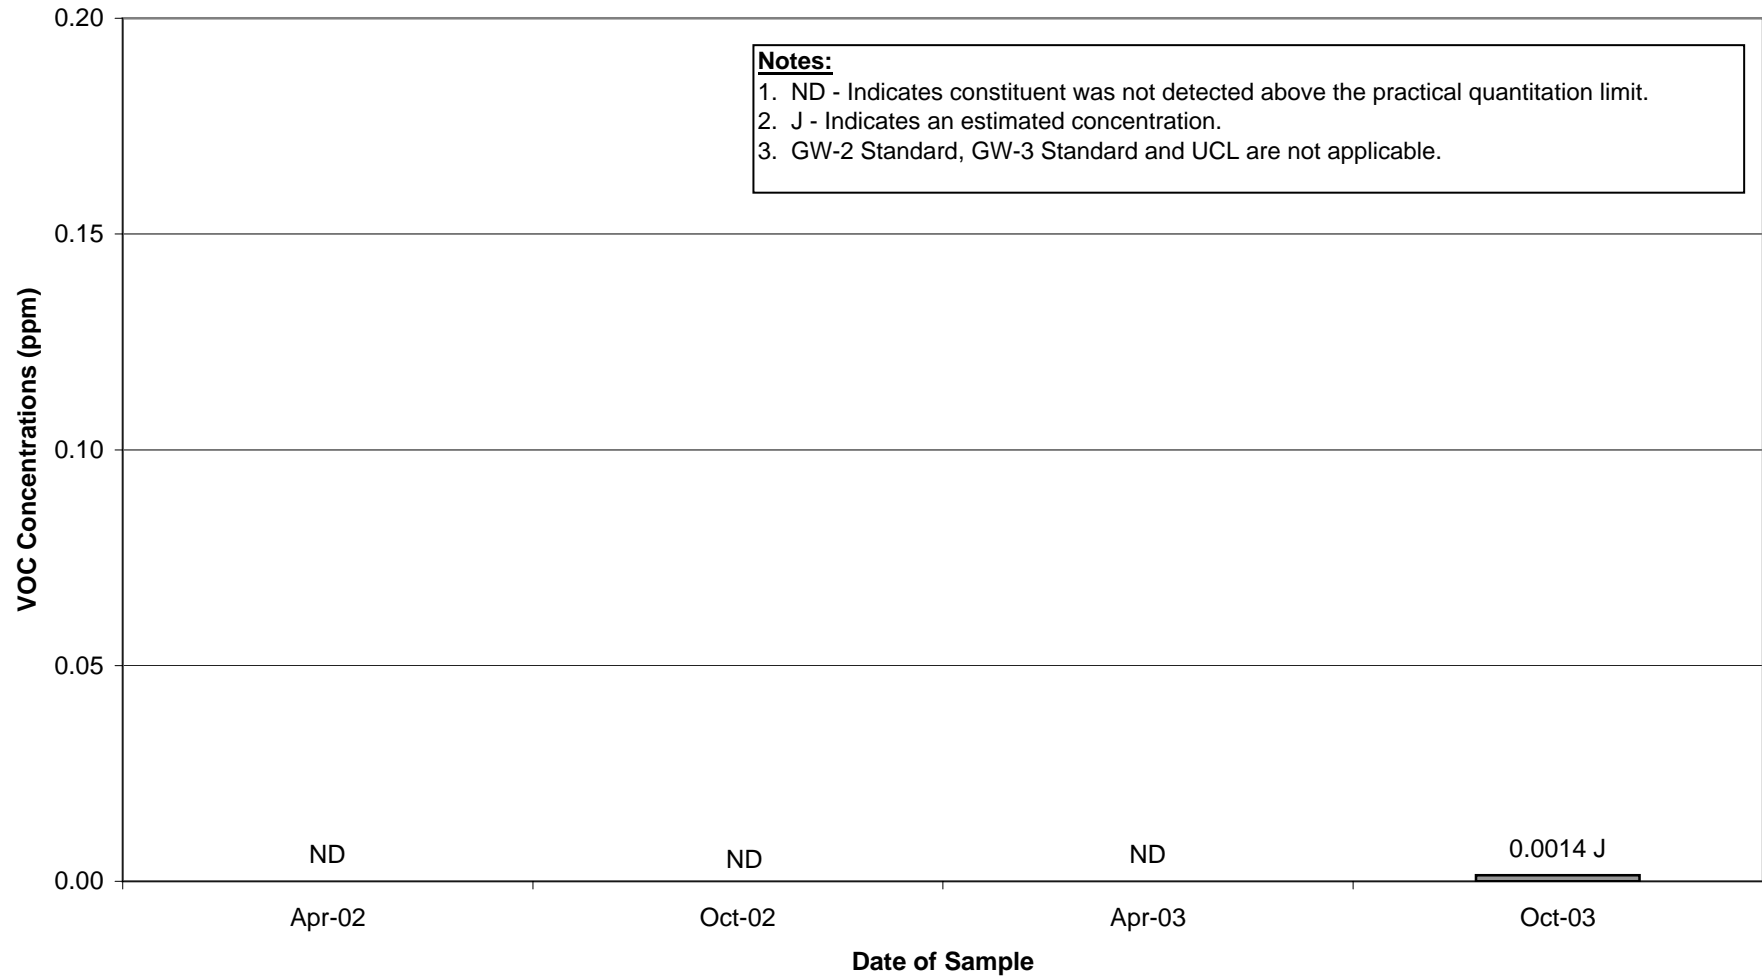 0.20
Notes:
1. ND - Indicates constituent was not detected above the practical quantitation limit.
2. J - Indicates an estimated concentration.
3. GW-2 Standard, GW-3 Standard and UCL are not applicable.
0.15
VOC Concentrations (ppm)
0.10
0.05
ND ND ND 0.0014 J
0.00
Apr-02 Oct-02 Apr-03 Oct-03
Date of Sample